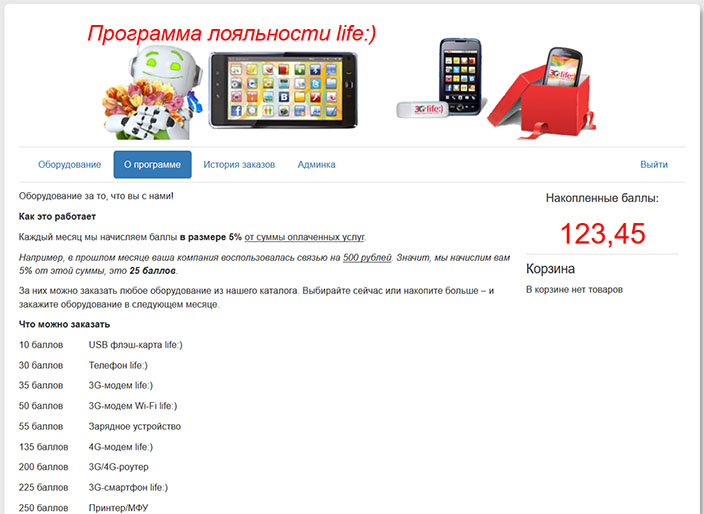 Программа лояльности life:)
3G life:)
3G life:)
Оборудование
О программе
История заказов
Админка
Выйти
Оборудование за то, что вы с нами!
Как это работает
Каждый месяц мы начисляем баллы в размере 5% от суммы оплаченных услуг.
Например, в прошлом месяце ваша компания воспользовалась связью на 500 рублей. Значит, мы начислим вам
5% от этой суммы, это 25 баллов.
За них можно заказать любое оборудование из нашего каталога. Выбирайте сейчас или накопите больше – и
закажите оборудование в следующем месяце.
Что можно заказать
10 баллов USB флэш-карта life:)
30 баллов Телефон life:)
35 баллов 3G-модем life:)
50 баллов 3G-модем Wi-Fi life:)
55 баллов Зарядное устройство
135 баллов 4G-модем life:)
200 баллов 3G/4G-роутер
225 баллов 3G-смартфон life:)
250 баллов Принтер/МФУ
Накопленные баллы:
123,45
Корзина
В корзине нет товаров